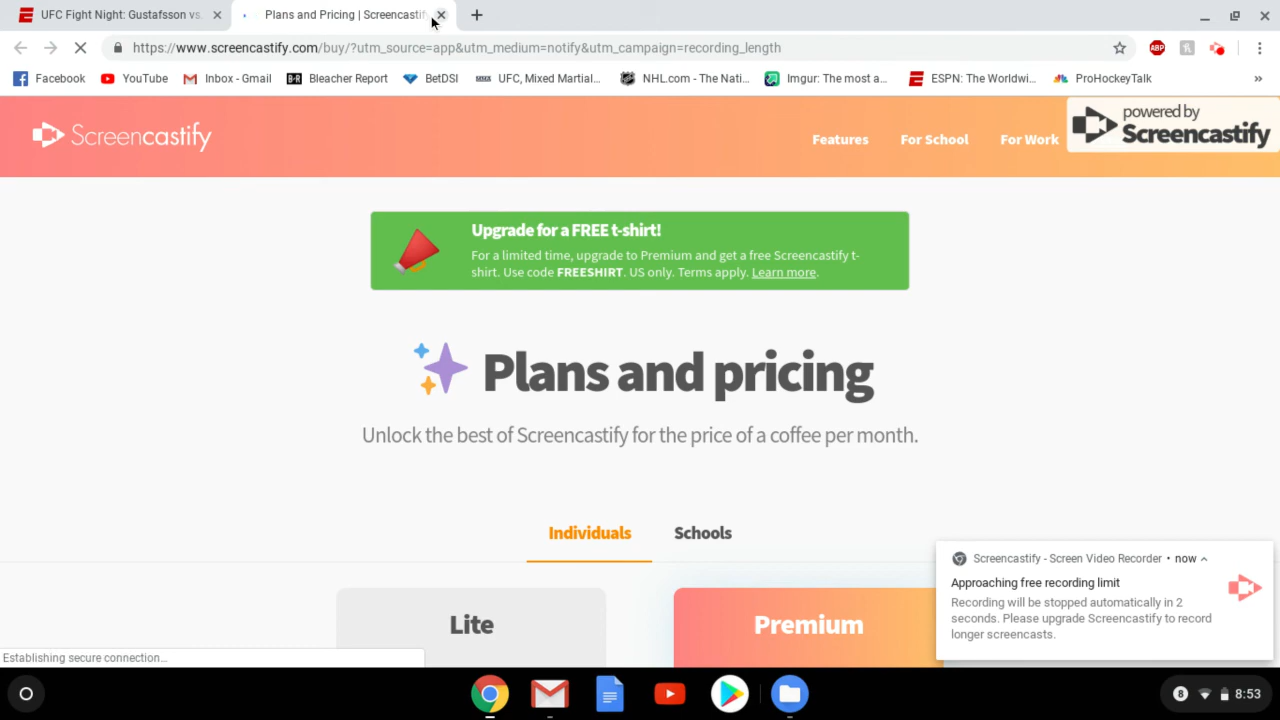 UFC Fight Night: Gustafsson vs.
Plans and Pricing | Screencastify
https://www.screencastify.com/buy/?utm_source=app&utm_medium=notify&utm_campaign=recording_length
ABP
Facebook
YouTube
Inbox - Gmail
B/R
Bleacher Report
BetDSI
UFC, Mixed Martial...
NHL.com - The Nati...
Imgur: The most a...
ESPN: The Worldwi...
ProHockeyTalk
»
Screencastify
Features
For School
For Work
powered by
Screencastify
Upgrade for a FREE t-shirt!
For a limited time, upgrade to Premium and get a free Screencastify t-
shirt. Use code FREESHIRT. US only. Terms apply. Learn more.
Plans and pricing
Unlock the best of Screencastify for the price of a coffee per month.
Individuals
Schools
Lite
Premium
Screencastify - Screen Video Recorder • now
Approaching free recording limit
Recording will be stopped automatically in 2
seconds. Please upgrade Screencastify to record
longer screencasts.
Establishing secure connection...
8
8:53